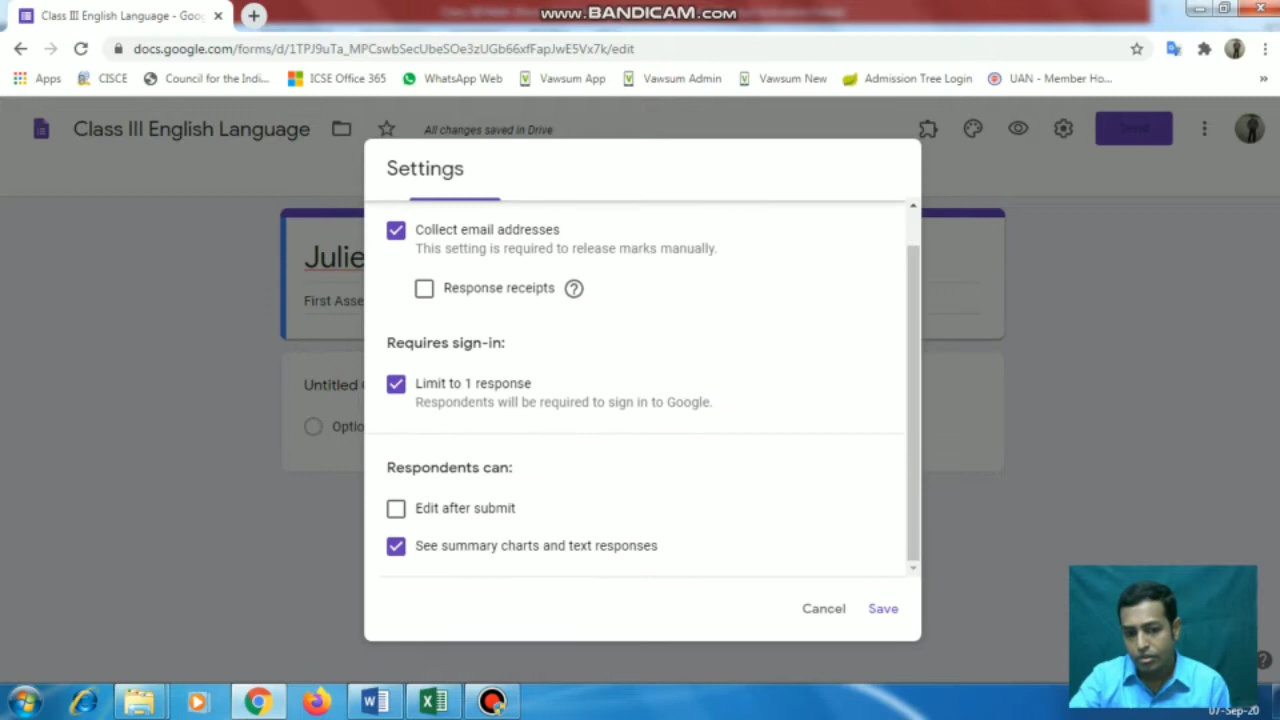 www.BANDICAM.com
Class III English Language - Goo
docs.google.com/forms/d/1TPJ9uTa_MPCswbSecUbeSOe3zUGb66xfFapJwE5Vx7k/edit
Apps CISCE Council for the Indi... ICSE Office 365 WhatsApp Web Vawsum App Vawsum Admin Vawsum New Admission Tree Login UAN - Member Ho... »
Class III English Language All changes saved in Drive Send
Settings
Collect email addresses
This setting is required to release marks manually.
Julie
Response receipts ?
First Asse
Requires sign-in:
Untitled
Limit to 1 response
Respondents will be required to sign in to Google.
Optio
Respondents can:
Edit after submit
See summary charts and text responses
Cancel Save
07-Sep-20